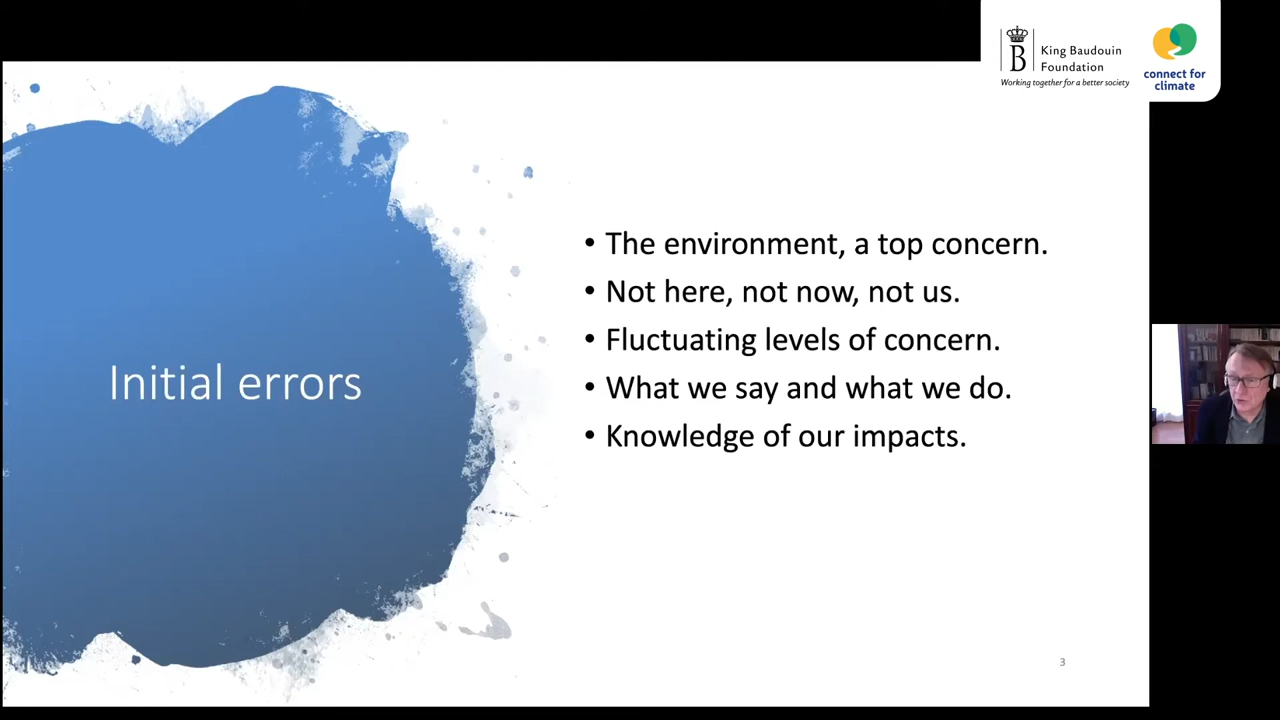 B
King Baudouin
Foundation
Working together for a better society
connect for
climate
Initial errors
• The environment, a top concern.
• Not here, not now, not us.
• Fluctuating levels of concern.
• What we say and what we do.
• Knowledge of our impacts.
3